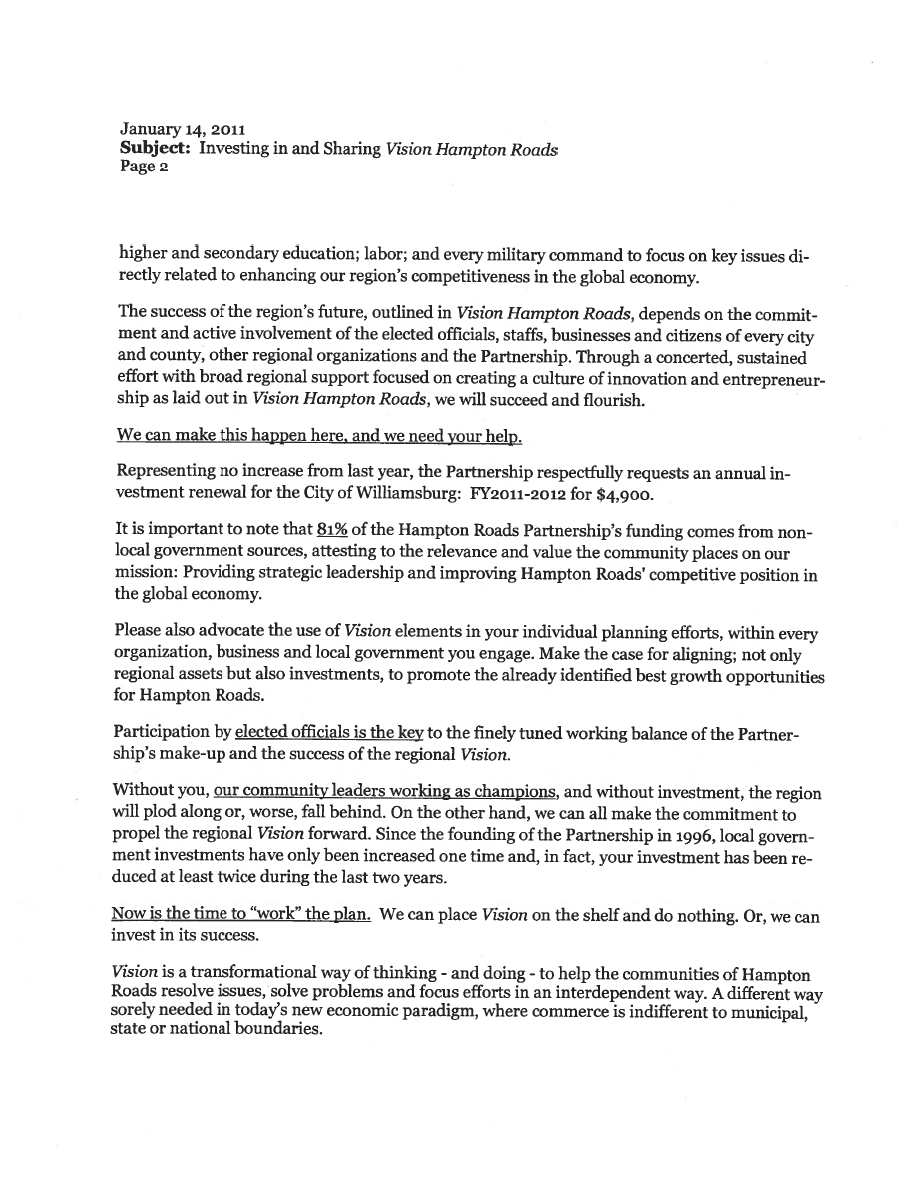 January 14, 2011
Subject: Investing in and Sharing Vision Hampton Roads
Page 2
higher and secondary education; labor; and every military command to focus on key issues di-
rectly related to enhancing our region's competitiveness in the global economy.
The success of the region's future, outlined in Vision Hampton Roads, depends on the commit-
ment and active involvement of the elected officials, staffs, businesses and citizens of every city
and county, other regional organizations and the Partnership. Through a concerted, sustained
effort with broad regional support focused on creating a culture of innovation and entrepreneur-
ship as laid out in Vision Hampton Roads, we will succeed and flourish.
We can make this happen here, and we need your help.
Representing no increase from last year, the Partnership respectfully requests an annual in-
vestment renewal for the City of Williamsburg:  FY2011-2012 for $4,900.
It is important to note that 81% of the Hampton Roads Partnership's funding comes from non-
local government sources, attesting to the relevance and value the community places on our
mission: Providing strategic leadership and improving Hampton Roads' competitive position in
the global economy.
Please also advocate the use of Vision elements in your individual planning efforts, within every
organization, business and local government you engage. Make the case for aligning; not only
regional assets but also investments, to promote the already identified best growth opportunities
for Hampton Roads.
Participation by elected officials is the key to the finely tuned working balance of the Partner-
ship's make-up and the success of the regional Vision.
Without you, our community leaders working as champions, and without investment, the region
will plod along or, worse, fall behind. On the other hand, we can all make the commitment to
propel the regional Vision forward. Since the founding of the Partnership in 1996, local govern-
ment investments have only been increased one time and, in fact, your investment has been re-
duced at least twice during the last two years.
Now is the time to "work" the plan.  We can place Vision on the shelf and do nothing. Or, we can
invest in its success.
Vision is a transformational way of thinking - and doing - to help the communities of Hampton
Roads resolve issues, solve problems and focus efforts in an interdependent way. A different way
sorely needed in today's new economic paradigm, where commerce is indifferent to municipal,
state or national boundaries.